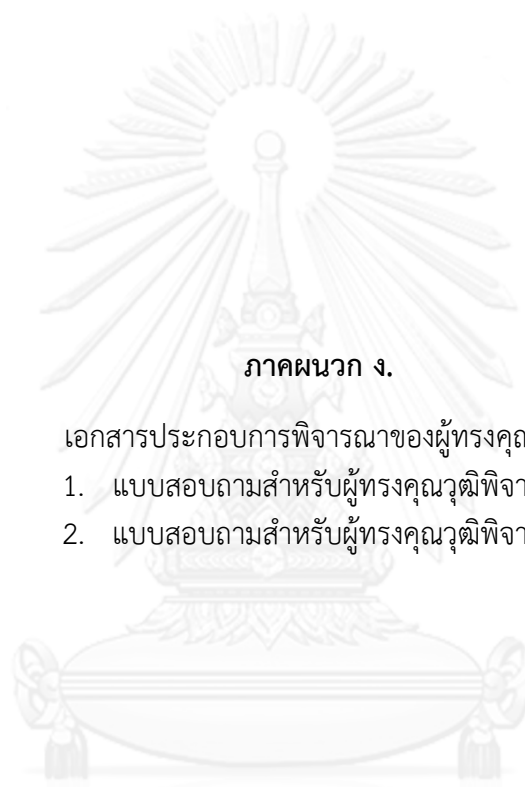 ภาคผนวก ง.
เอกสารประกอบการพิจารณาของผู้ทรงคุณ
1. แบบสอบถามสำหรับผู้ทรงคุณวุฒิพิจา
2. แบบสอบถามสำหรับผู้ทรงคุณวุฒิพิจา